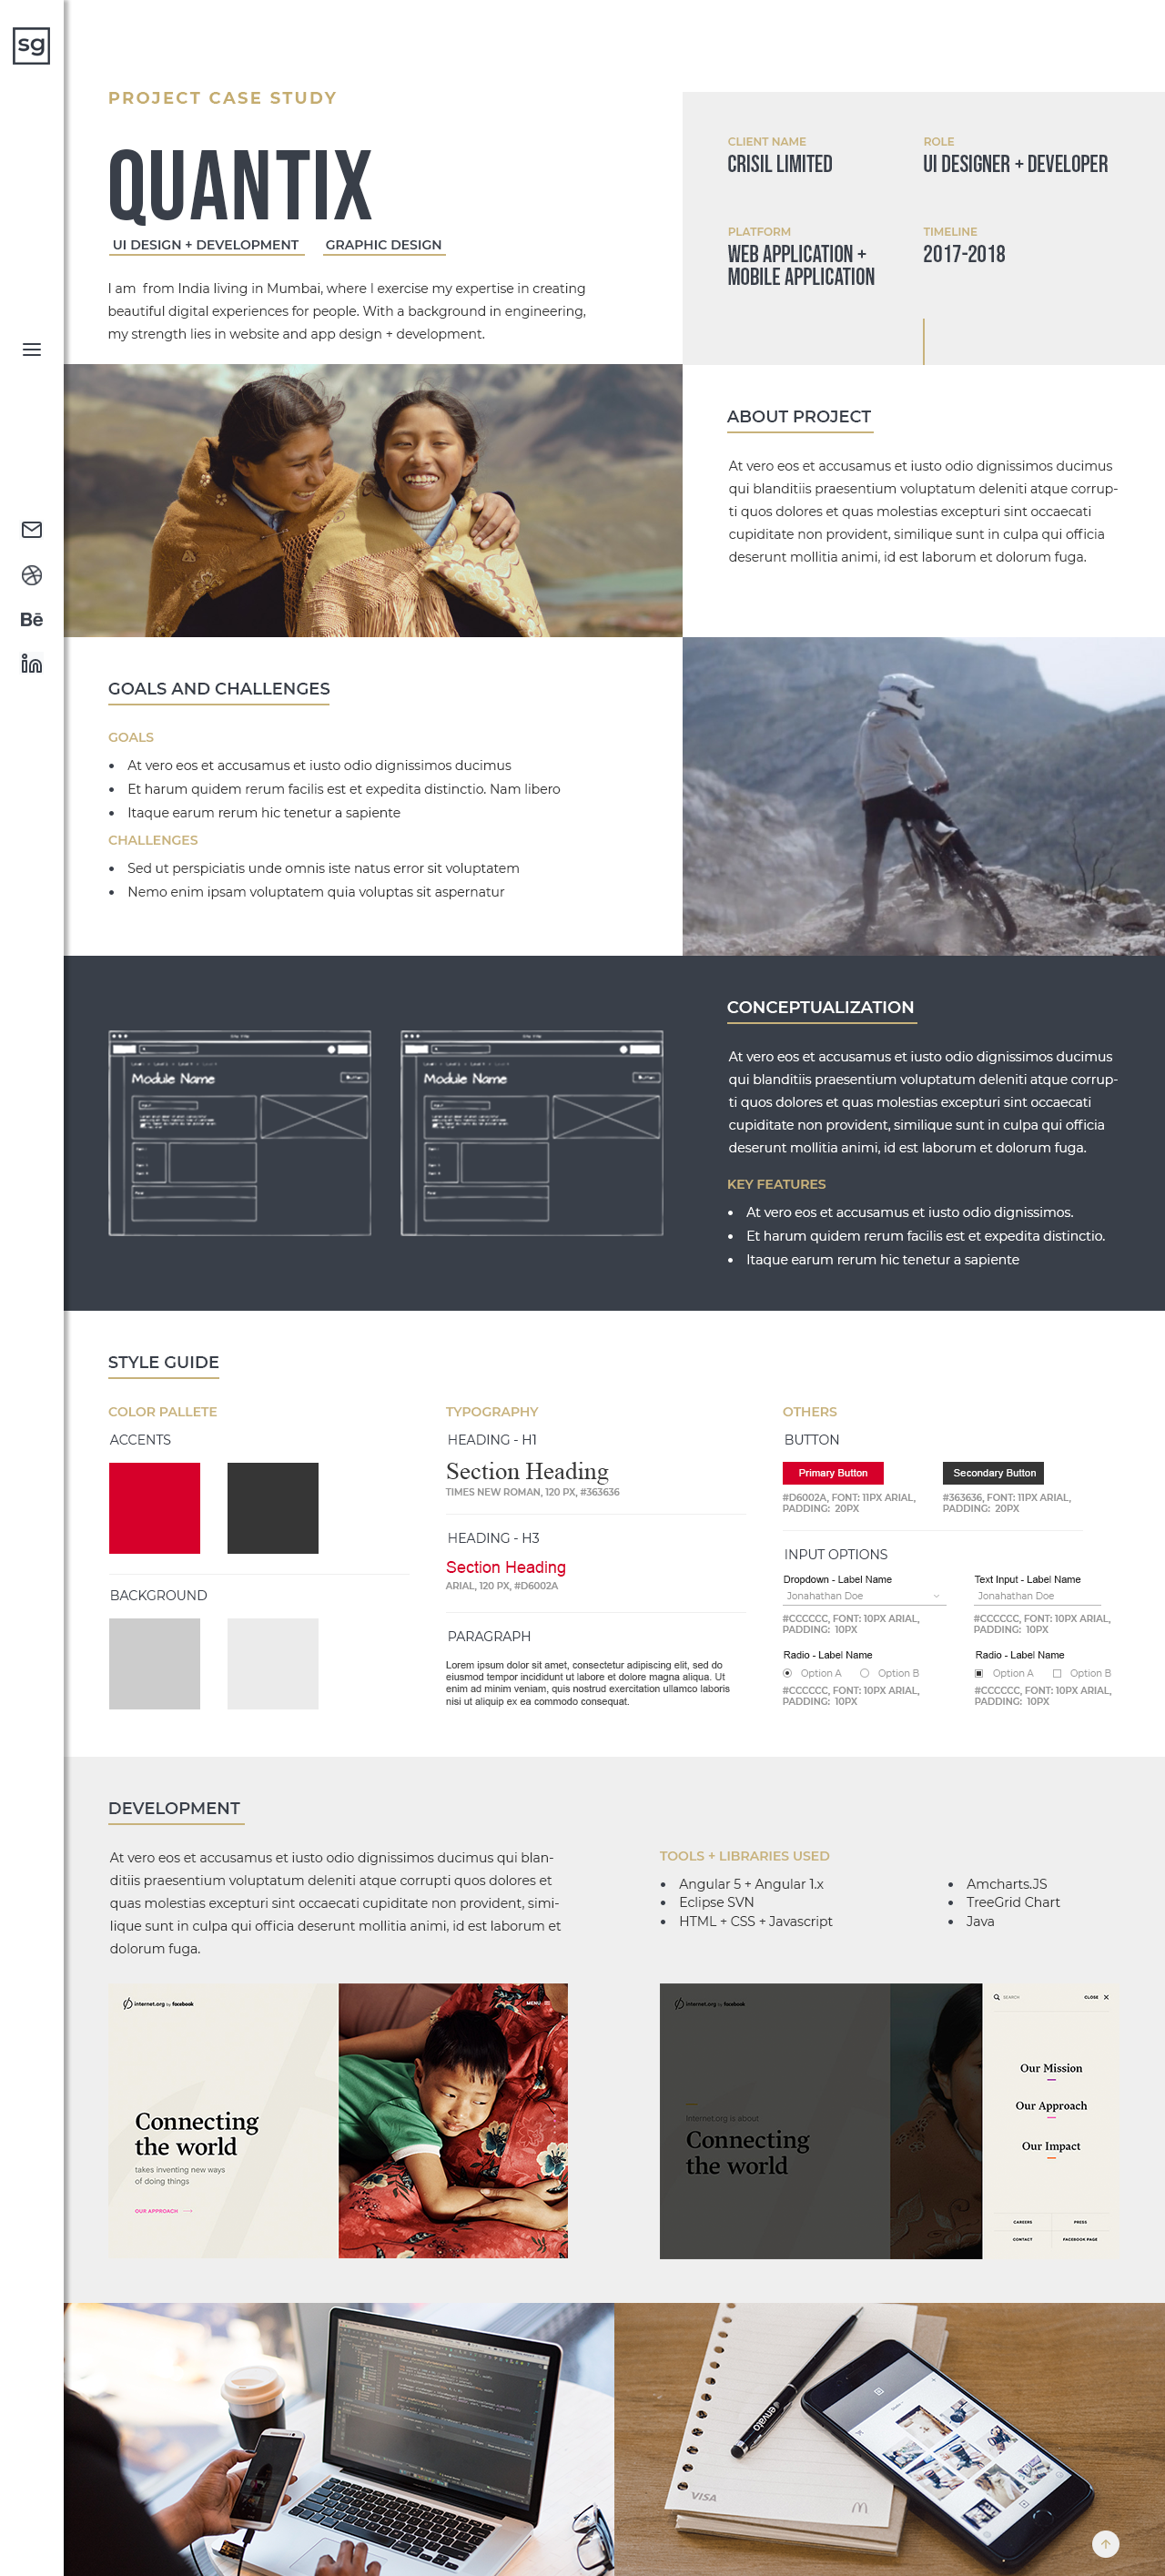 sg
PROJECT CASE STUDY
QUANTIX
UI DESIGN + DEVELOPMENT
GRAPHIC DESIGN
I am from India living in Mumbai, where I exercise my expertise in creating
beautiful digital experiences for people. With a background in engineering,
my strength lies in website and app design + development.
CLIENT NAME
CRISIL LIMITED
ROLE
UI DESIGNER + DEVELOPER
PLATFORM
WEB APPLICATION +
MOBILE APPLICATION
TIMELINE
2017-2018
Bē
in
ABOUT PROJECT
At vero eos et accusamus et iusto odio dignissimos ducimus
qui blanditiis praesentium voluptatum deleniti atque corrup-
ti quos dolores et quas molestias excepturi sint occaecati
cupiditate non provident, similique sunt in culpa qui officia
deserunt mollitia animi, id est laborum et dolorum fuga.
GOALS AND CHALLENGES
GOALS
• At vero eos et accusamus et iusto odio dignissimos ducimus
• Et harum quidem rerum facilis est et expedita distinctio. Nam libero
• Itaque earum rerum hic tenetur a sapiente
CHALLENGES
• Sed ut perspiciatis unde omnis iste natus error sit voluptatem
• Nemo enim ipsam voluptatem quia voluptas sit aspernatur
Module Name
Module Name
CONCEPTUALIZATION
At vero eos et accusamus et iusto odio dignissimos ducimus
qui blanditiis praesentium voluptatum deleniti atque corrup-
ti quos dolores et quas molestias excepturi sint occaecati
cupiditate non provident, similique sunt in culpa qui officia
deserunt mollitia animi, id est laborum et dolorum fuga.
KEY FEATURES
• At vero eos et accusamus et iusto odio dignissimos.
• Et harum quidem rerum facilis est et expedita distinctio.
• Itaque earum rerum hic tenetur a sapiente
STYLE GUIDE
COLOR PALLETE
ACCENTS
BACKGROUND
TYPOGRAPHY
HEADING - H1
Section Heading
TIMES NEW ROMAN, 120 PX, #363636
HEADING - H3
Section Heading
ARIAL, 120 PX, #D6002A
PARAGRAPH
Lorem ipsum dolor sit amet, consectetur adipiscing elit, sed do
eiusmod tempor incididunt ut labore et dolore magna aliqua. Ut
enim ad minim veniam, quis nostrud exercitation ullamco laboris
nisi ut aliquip ex ea commodo consequat.
OTHERS
BUTTON
Primary Button
#D6002A, FONT: 11PX ARIAL,
PADDING: 20PX
Secondary Button
#363636, FONT: 11PX ARIAL,
PADDING: 20PX
INPUT OPTIONS
Dropdown - Label Name
Jonahathan Doe
#CCCCCC, FONT: 10PX ARIAL,
PADDING: 10PX
Text Input - Label Name
Jonahathan Doe
#CCCCCC, FONT: 10PX ARIAL,
PADDING: 10PX
Radio - Label Name
Option A Option B
#CCCCCC, FONT: 10PX ARIAL,
PADDING: 10PX
Radio - Label Name
Option A Option B
#CCCCCC, FONT: 10PX ARIAL,
PADDING: 10PX
DEVELOPMENT
At vero eos et accusamus et iusto odio dignissimos ducimus qui blan-
ditiis praesentium voluptatum deleniti atque corrupti quos dolores et
quas molestias excepturi sint occaecati cupiditate non provident, simi-
lique sunt in culpa qui officia deserunt mollitia animi, id est laborum et
dolorum fuga.
TOOLS + LIBRARIES USED
• Angular 5 + Angular 1.x
• Eclipse SVN
• HTML + CSS + Javascript
• Amcharts.JS
• TreeGrid Chart
• Java
internet.org by facebook
MENU
Connecting
the world
takes inventing new ways
of doing things
OUR APPROACH
internet.org by facebook
Internet.org is about
Connecting
the world
SEARCH
CLOSE
Our Mission
Our Approach
Our Impact
CAREERS
PRESS
CONTACT
FACEBOOK PAGE
envato
VISA